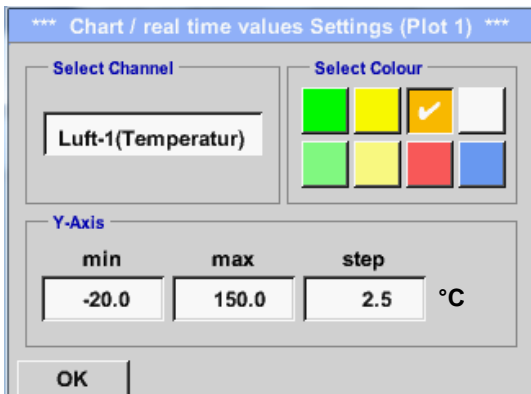 *** Chart / real time values Settings (Plot 1) ***
Select Channel
Select Colour
Luft-1(Temperatur)
Y-Axis
min max step
-20.0 150.0 2.5 °C
OK